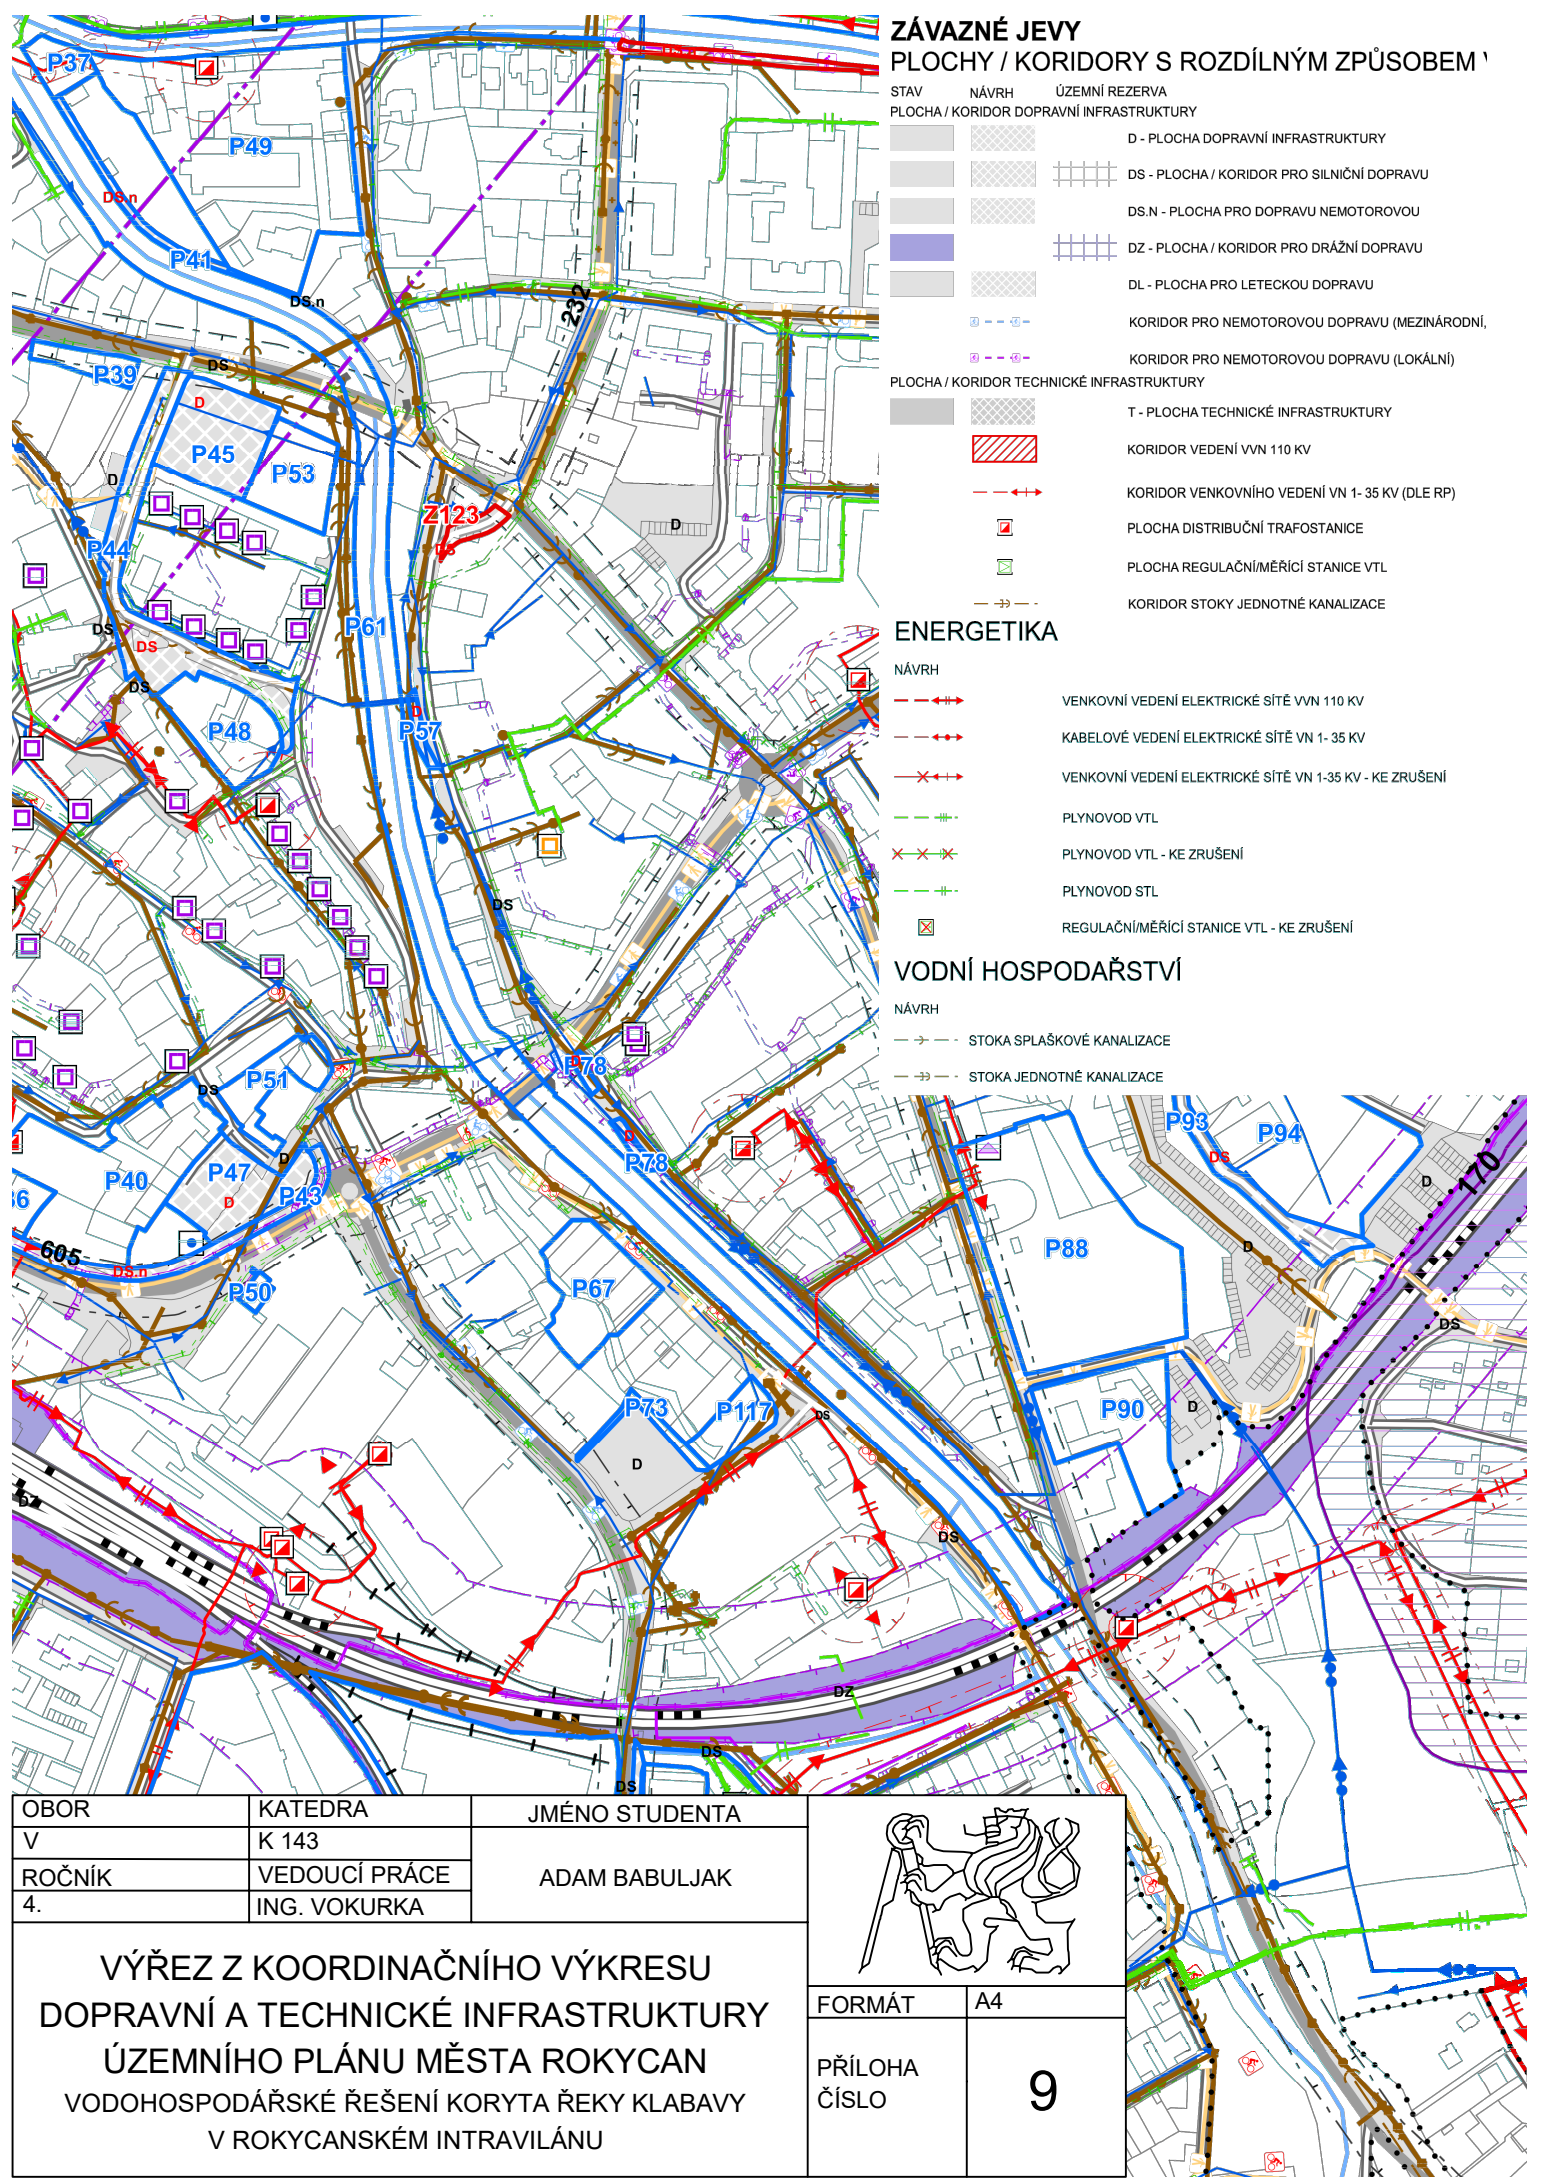 ZÁVAZNÉ JEVY
PLOCHY / KORIDORY S ROZDÍLNÝM ZPŮSOBEM
STAV NÁVRH ÚZEMNÍ REZERVA
PLOCHA / KORIDOR DOPRAVNÍ INFRASTRUKTURY
D - PLOCHA DOPRAVNÍ INFRASTRUKTURY
DS - PLOCHA / KORIDOR PRO SILNIČNÍ DOPRAVU
DS.N - PLOCHA PRO DOPRAVU NEMOTOROVOU
DZ - PLOCHA / KORIDOR PRO DRÁŽNÍ DOPRAVU
DL - PLOCHA PRO LETECKOU DOPRAVU
KORIDOR PRO NEMOTOROVOU DOPRAVU (MEZINÁRODNÍ,
KORIDOR PRO NEMOTOROVOU DOPRAVU (LOKÁLNÍ)
PLOCHA / KORIDOR TECHNICKÉ INFRASTRUKTURY
T - PLOCHA TECHNICKÉ INFRASTRUKTURY
KORIDOR VEDENÍ VVN 110 KV
KORIDOR VENKOVNÍHO VEDENÍ VN 1- 35 KV (DLE RP)
PLOCHA DISTRIBUČNÍ TRAFOSTANICE
PLOCHA REGULAČNÍ/MĚŘÍCÍ STANICE VTL
KORIDOR STOKY JEDNOTNÉ KANALIZACE
ENERGETIKA
NÁVRH
VENKOVNÍ VEDENÍ ELEKTRICKÉ SÍTĚ VVN 110 KV
KABELOVÉ VEDENÍ ELEKTRICKÉ SÍTĚ VN 1- 35 KV
VENKOVNÍ VEDENÍ ELEKTRICKÉ SÍTĚ VN 1-35 KV - KE ZRUŠENÍ
PLYNOVOD VTL
PLYNOVOD VTL - KE ZRUŠENÍ
PLYNOVOD STL
REGULAČNÍ/MĚŘÍCÍ STANICE VTL - KE ZRUŠENÍ
VODNÍ HOSPODAŘSTVÍ
NÁVRH
STOKA SPLAŠKOVÉ KANALIZACE
STOKA JEDNOTNÉ KANALIZACE
P37
P49
DS.n
P41
DS.n
232
DS
P39
D
P45
P53
D
Z123
DS
D
P44
P61
DS
DS
DS
P48
D
P57
DS
P78
D
P51
DS
D
P78
P93
P94
DS
170
D
P40
P47
D
D
P43
36
605
DS.n
P50
P67
P88
D
DS
P73
P117
DS
P90
D
D
DZ
DS
DZ
DS
DS
OBOR KATEDRA JMÉNO STUDENTA
V K 143
ROČNÍK VEDOUCÍ PRÁCE ADAM BABULJAK
4. ING. VOKURKA
VÝŘEZ Z KOORDINAČNÍHO VÝKRESU
DOPRAVNÍ A TECHNICKÉ INFRASTRUKTURY
ÚZEMNÍHO PLÁNU MĚSTA ROKYCAN
VODOHOSPODÁŘSKÉ ŘEŠENÍ KORYTA ŘEKY KLABAVY
V ROKYCANSKÉM INTRAVILÁNU
FORMÁT A4
PŘÍLOHA
ČÍSLO
9